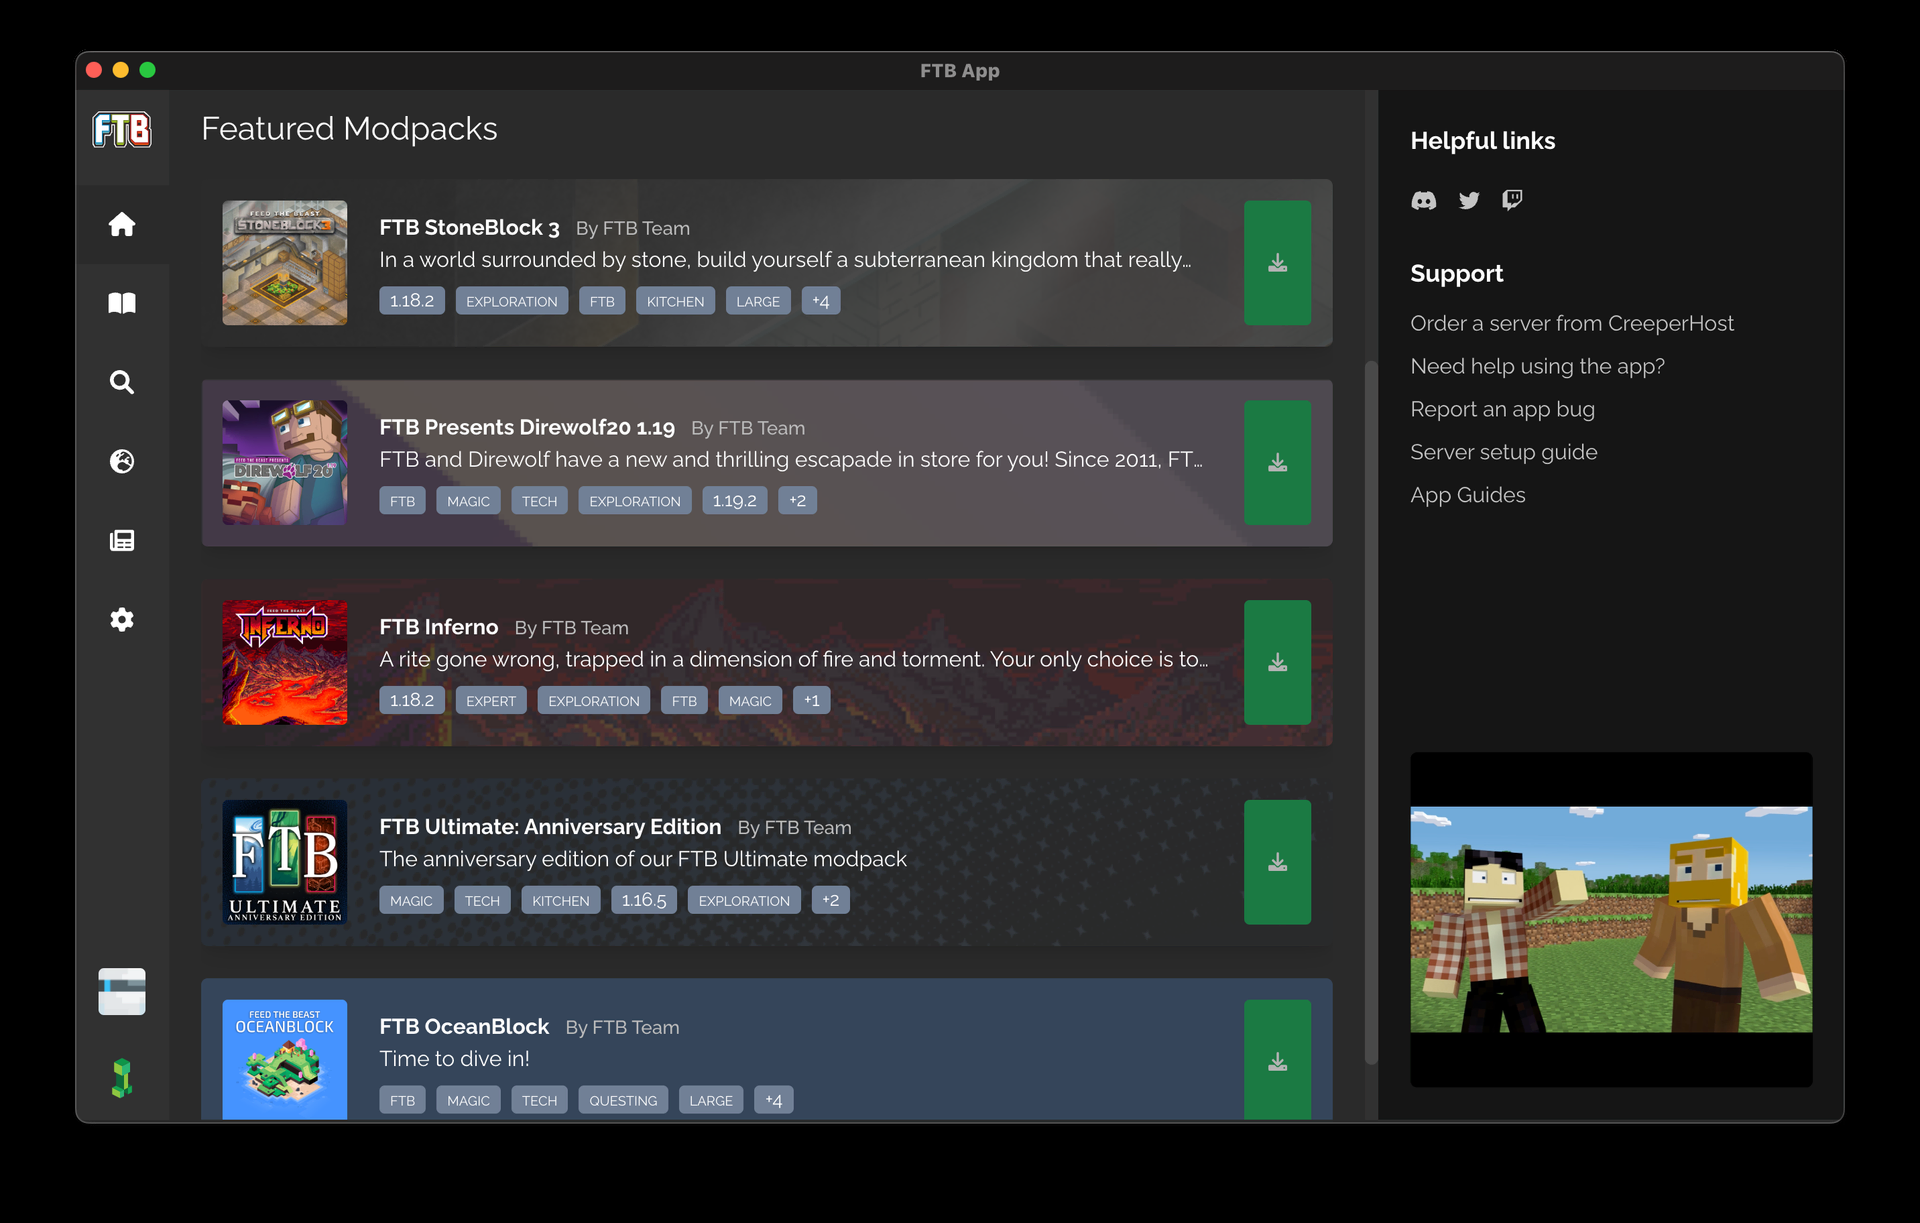 FTB App
FTB
Featured Modpacks
FEED THE BEAST
STONEBLOCK3
FTB StoneBlock 3 By FTB Team
In a world surrounded by stone, build yourself a subterranean kingdom that really...
1.18.2 EXPLORATION FTB KITCHEN LARGE +4
FEED THE BEAST PRESENTS
DIREWOLF20
FTB Presents Direwolf20 1.19 By FTB Team
FTB and Direwolf have a new and thrilling escapade in store for you! Since 2011, FT...
FTB MAGIC TECH EXPLORATION 1.19.2 +2
FEED THE BEAST
INFERNO
FTB Inferno By FTB Team
A rite gone wrong, trapped in a dimension of fire and torment. Your only choice is to...
1.18.2 EXPERT EXPLORATION FTB MAGIC +1
FTB
ULTIMATE
ANNIVERSARY EDITION
FTB Ultimate: Anniversary Edition By FTB Team
The anniversary edition of our FTB Ultimate modpack
MAGIC TECH KITCHEN 1.16.5 EXPLORATION +2
FEED THE BEAST
OCEANBLOCK
FTB OceanBlock By FTB Team
Time to dive in!
FTB MAGIC TECH QUESTING LARGE +4
Helpful links
Support
Order a server from CreeperHost
Need help using the app?
Report an app bug
Server setup guide
App Guides